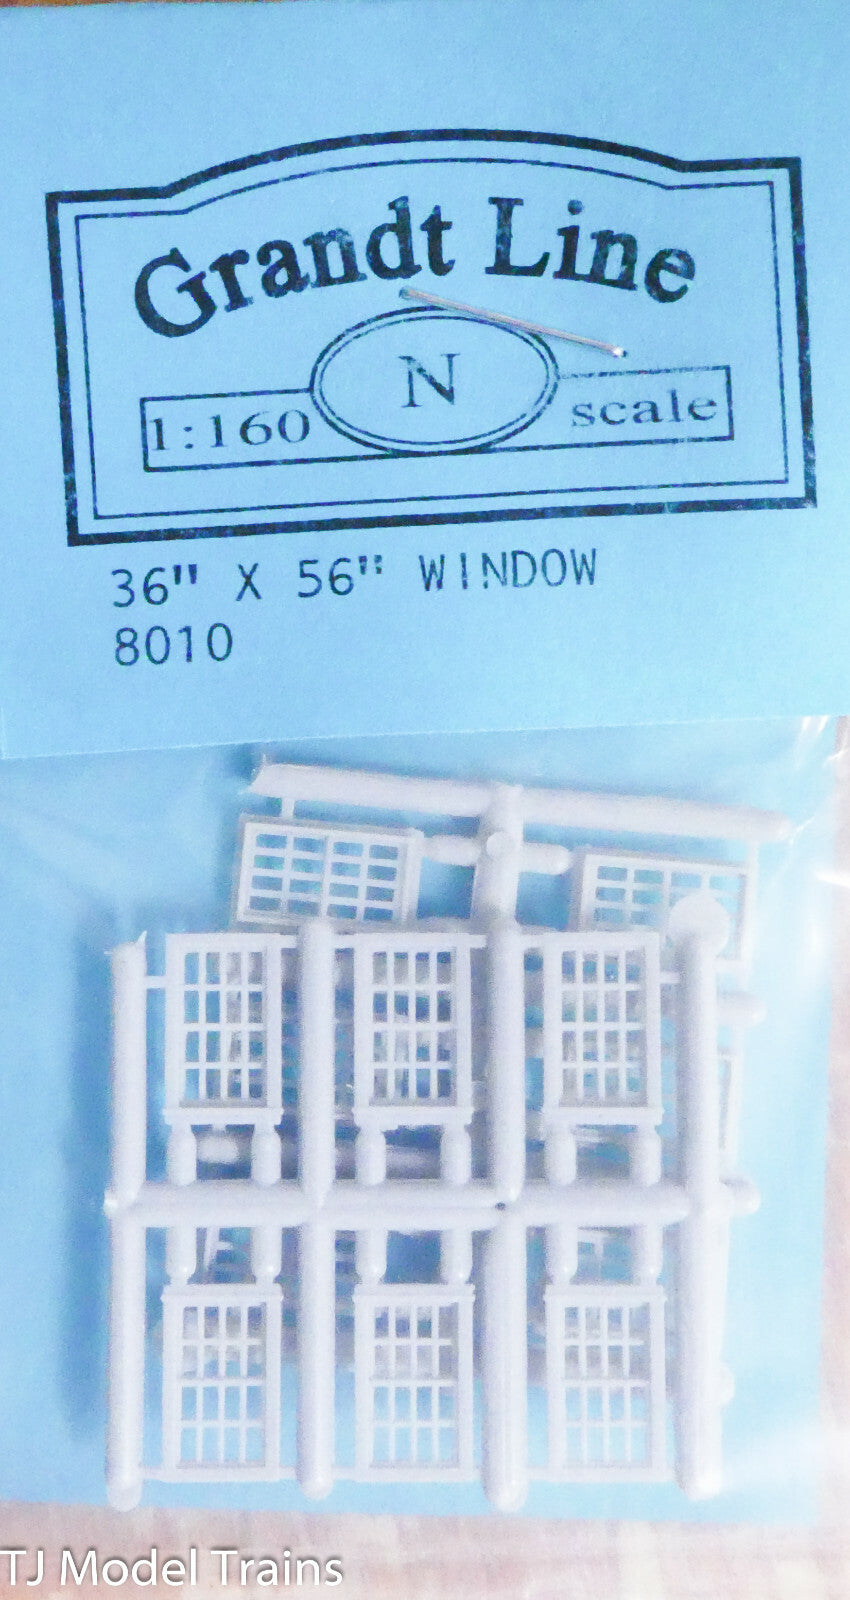 Grandt Line
1:160 N scale
36" X 56" WINDOW
8010
TJ Model Trains